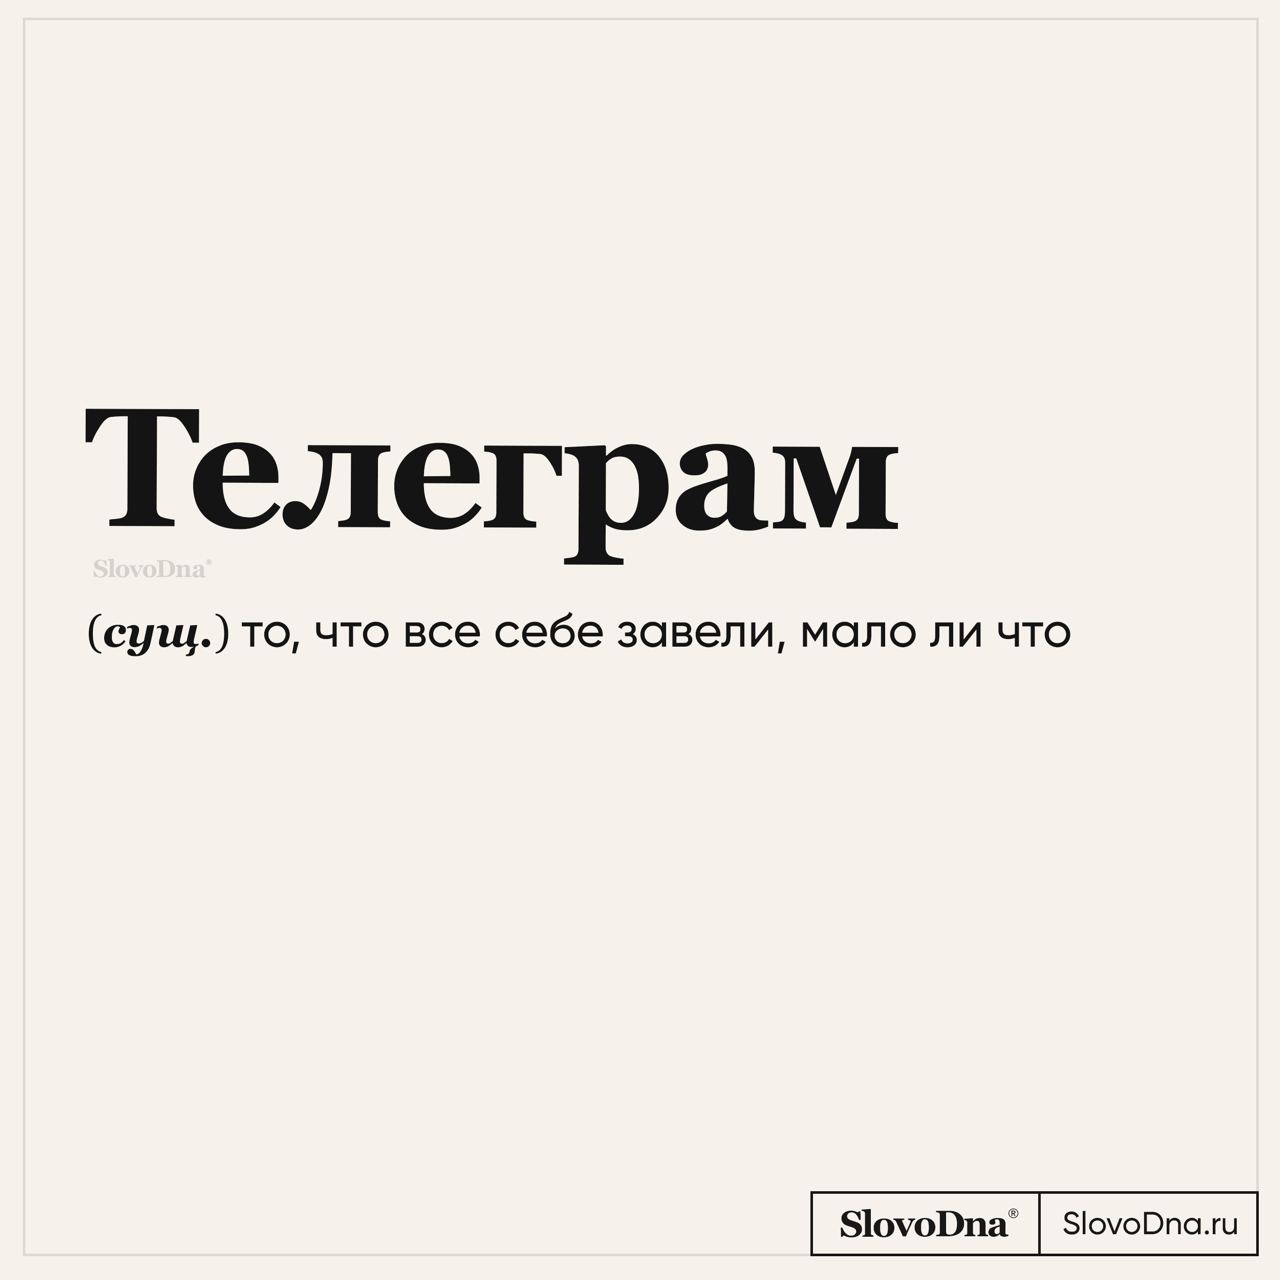 Телеграм
SlovoDna®
(сущ.) то, что все себе завели, мало ли что
SlovoDna® SlovoDna.ru